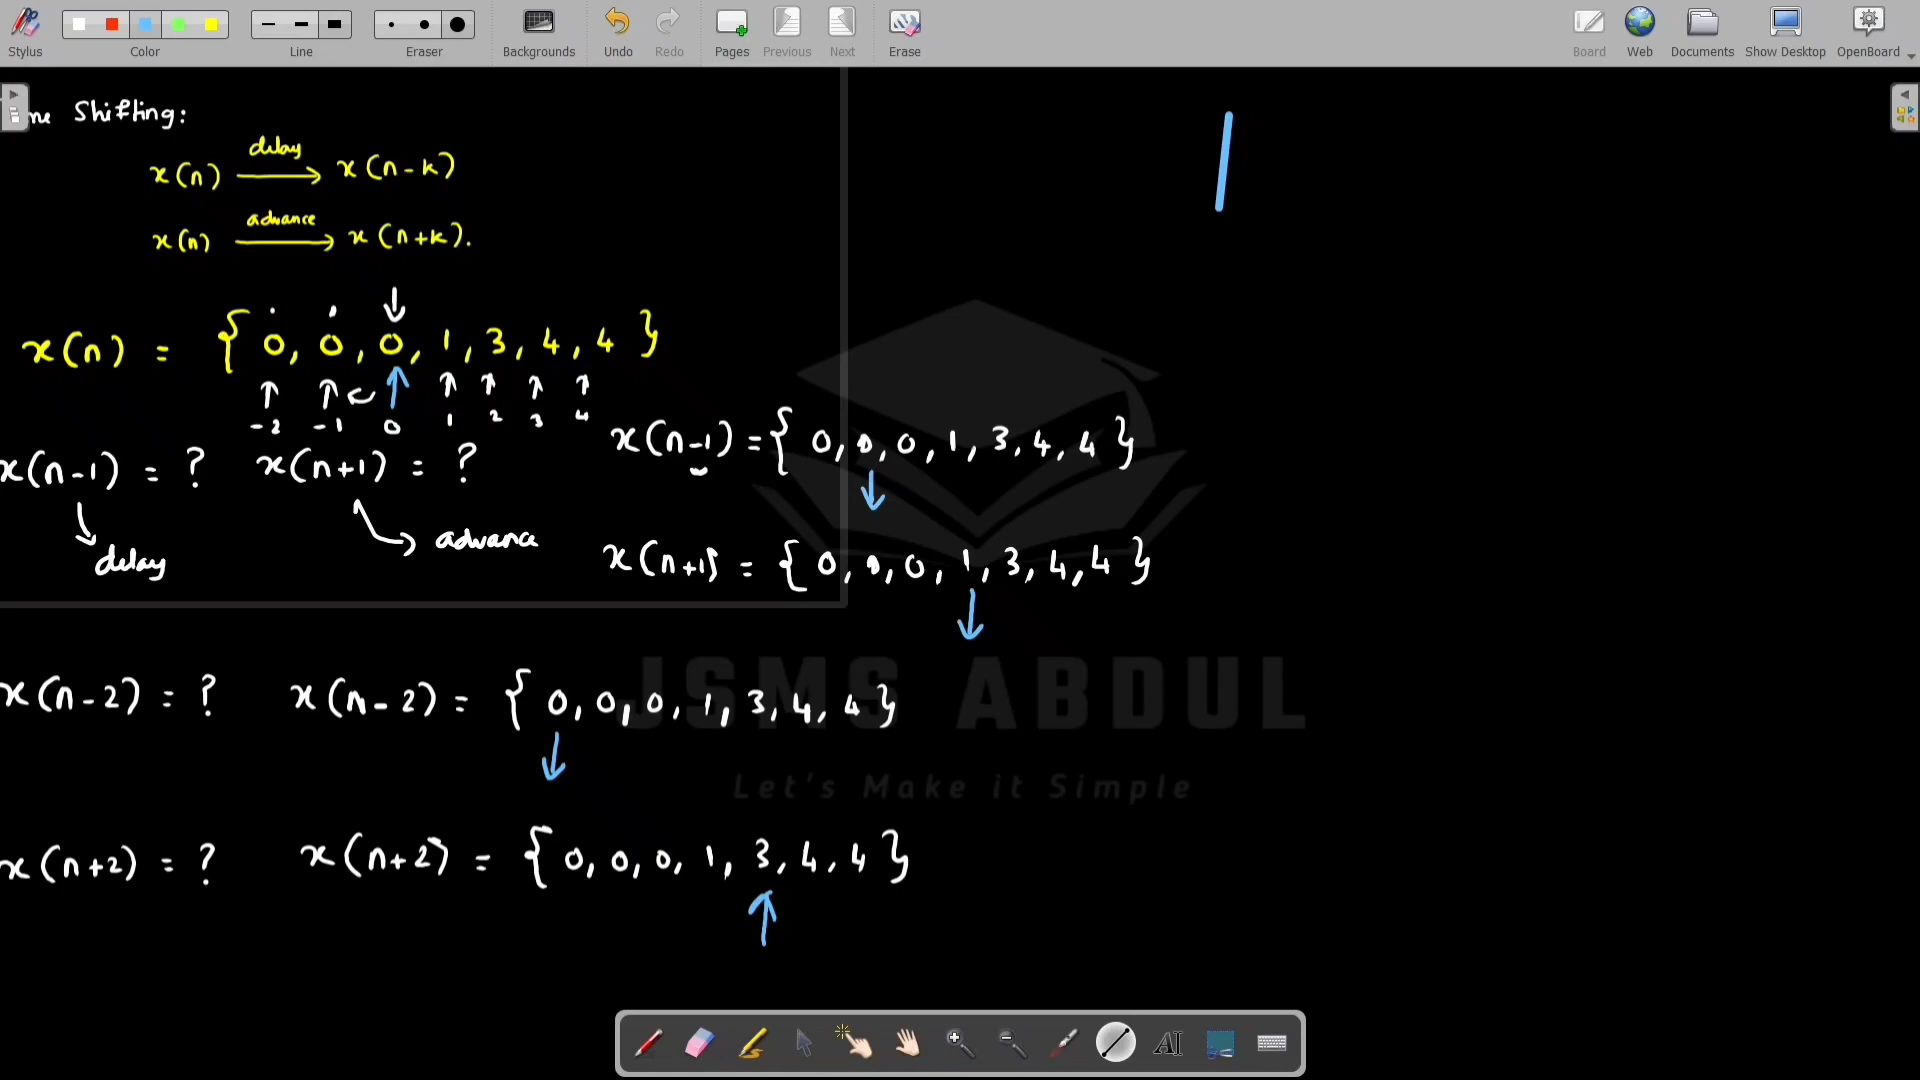 Stylus Color Line Eraser Backgrounds Undo Redo Pages Previous Next Erase Board Web Documents Show Desktop OpenBoard
me Shifting:
x(n) delay → x(n-k)
x(n) advance → x(n+k).
x(n) = { 0, 0, 0, 1, 3, 4, 4 }
-2 -1 0 1 2 3 4
x(n-1) = ? x(n+1) = ?
delay
advance
x(n-1) = { 0, 0, 0, 1, 3, 4, 4 }
x(n+1) = { 0, 0, 0, 1, 3, 4, 4 }
x(n-2) = ? x(n-2) = { 0, 0, 0, 1, 3, 4, 4 }
JSMS ABDUL
Let's Make it Simple
x(n+2) = ? x(n+2) = { 0, 0, 0, 1, 3, 4, 4 }
AI